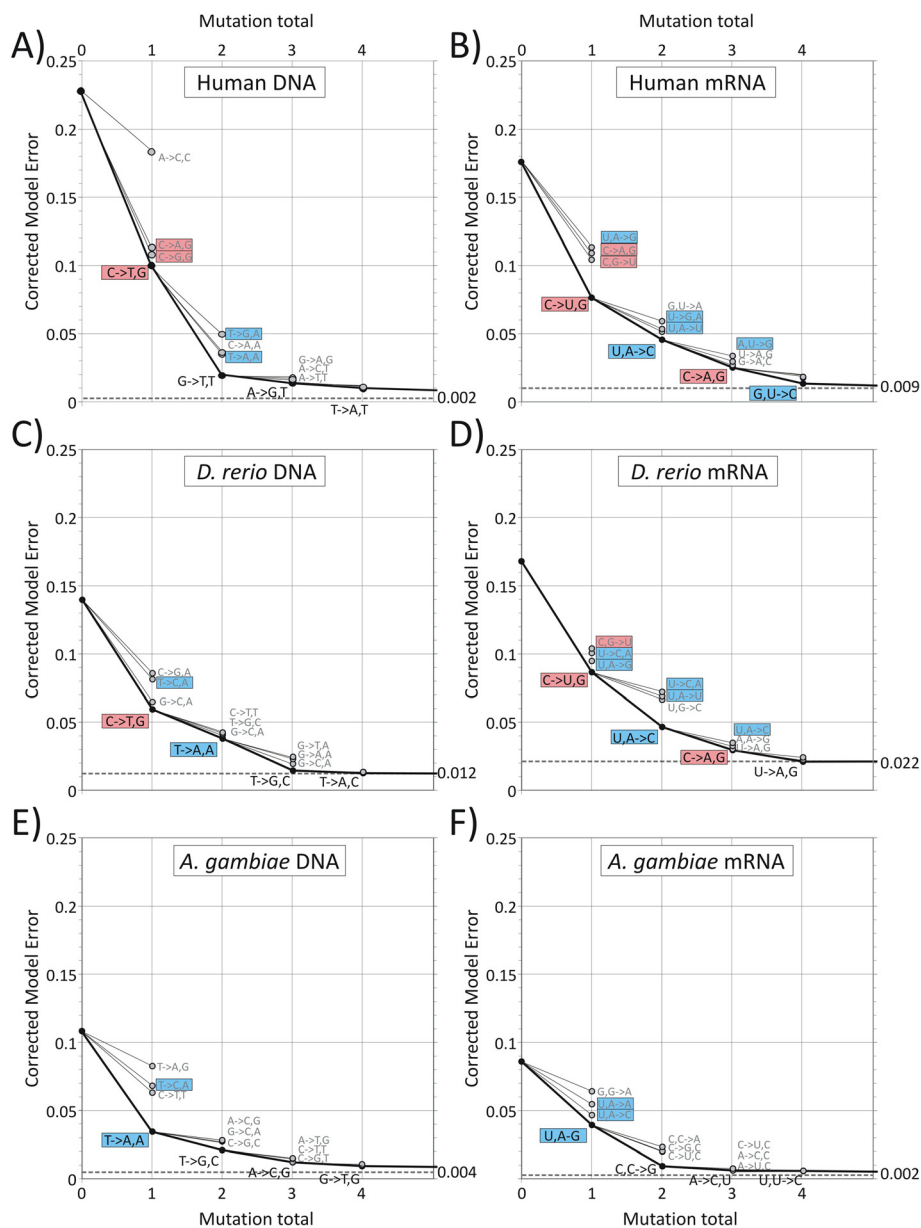 Mutation total
Mutation total
0 1 2 3 4
0 1 2 3 4
A)
B)
0.25
Human DNA
0.25
Human mRNA
0.2
0.2
A->C,C
0.15
0.15
Corrected Model Error
Corrected Model Error
C->A,G
C->G,G
U,A->G
C->A,G
C,G->U
0.1
C->T,G
0.1
C->U,G
0.05
T->G,A
C->A,A
T->A,A
0.05
G,U->A
U->G,A
U,A->U
U,A->C
A,U->G
U->A,G
G->A,C
G->T,T
G->A,G
A->C,T
A->T,T
C->A,G
A->G,T
T->A,T
G,U->C
0
0.002
0
0.009
C)
D)
0.25
D. rerio DNA
0.25
D. rerio mRNA
0.2
0.2
0.15
0.15
Corrected Model Error
Corrected Model Error
C->G,A
T->C,A
G->C,A
C,G->U
U->C,A
U,A->G
0.1
0.1
C->T,G
C->U,G
0.05
C->T,T
T->G,C
G->C,A
0.05
U->C,A
U,A->U
U,G->C
T->A,A
U,A->C
G->T,A
G->A,A
G->C,A
U,A->C
A,A->G
U->A,G
C->A,G
T->G,C
T->A,C
U->A,G
0
0.012
0
0.022
E)
F)
0.25
A. gambiae DNA
0.25
A. gambiae mRNA
0.2
0.2
0.15
0.15
Corrected Model Error
Corrected Model Error
0.1
0.1
T->A,G
T->C,A
C->T,T
G,G->A
U,A->A
U,A->C
0.05
0.05
T->A,A
U,A-G
A->C,G
G->C,A
C->G,C
C,C->A
C->G,C
C->U,C
A->T,G
C->T,T
C->G,T
C->U,C
A->C,C
A->U,C
T->G,C
A->C,G
G->T,G
C,C->G
A->C,U
U,U->C
0
0.004
0
0.002
0 1 2 3 4
0 1 2 3 4
Mutation total
Mutation total